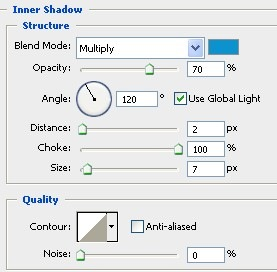 Inner Shadow
Structure
Blend Mode: Multiply
Opacity: 70 %
Angle: 120 ° Use Global Light
Distance: 2 px
Choke: 100 %
Size: 7 px
Quality
Contour: Anti-aliased
Noise: 0 %